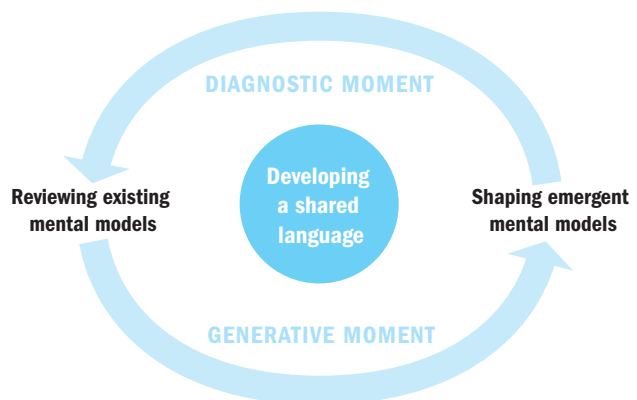 DIAGNOSTIC MOMENT
Reviewing existing
mental models
Developing
a shared
language
Shaping emergent
mental models
GENERATIVE MOMENT